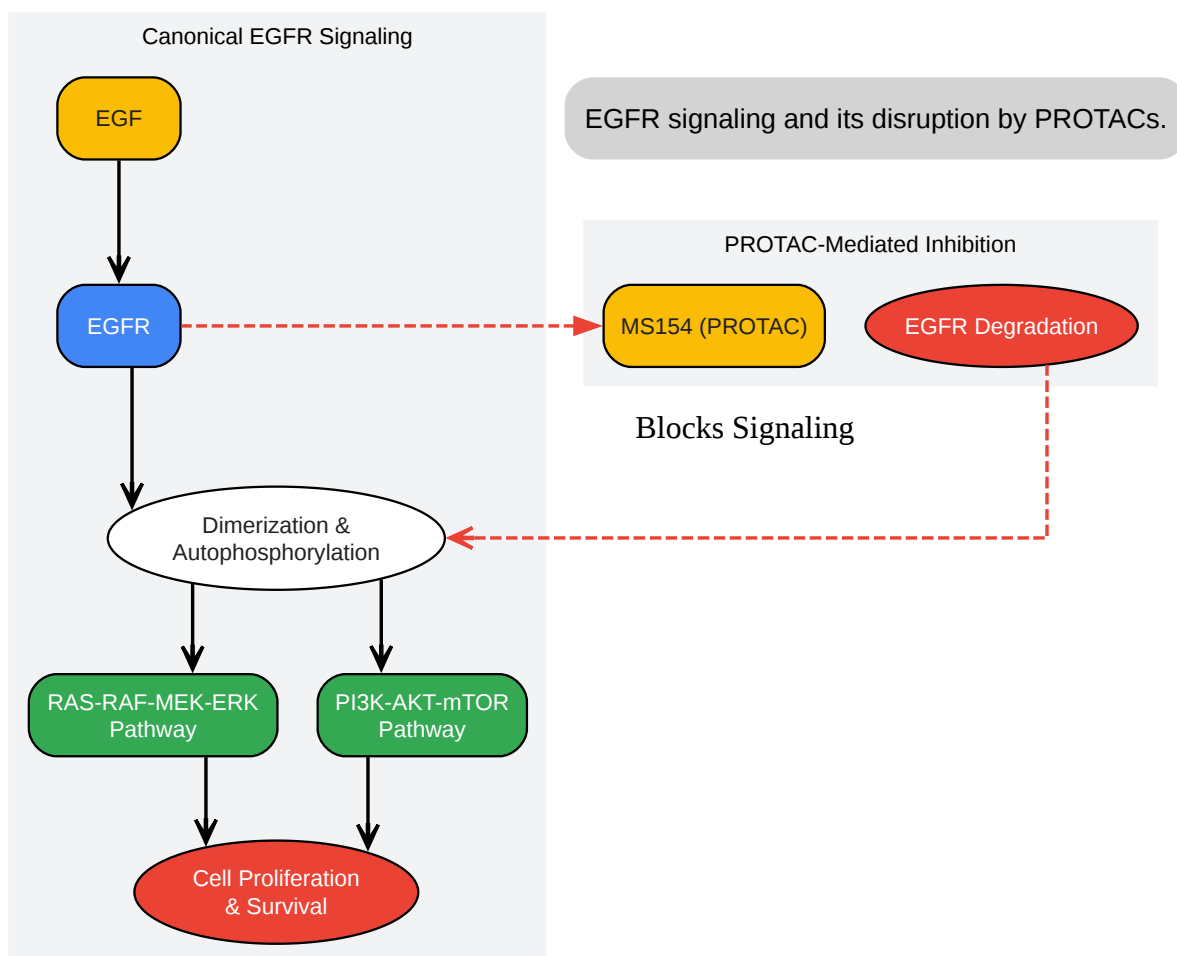 Canonical EGFR Signaling
EGF
EGFR signaling and its disruption by PROTACs.
PROTAC-Mediated Inhibition
EGFR
MS154 (PROTAC)
EGFR Degradation
Blocks Signaling
Dimerization &
Autophosphorylation
RAS-RAF-MEK-ERK
Pathway
PI3K-AKT-mTOR
Pathway
Cell Proliferation
& Survival